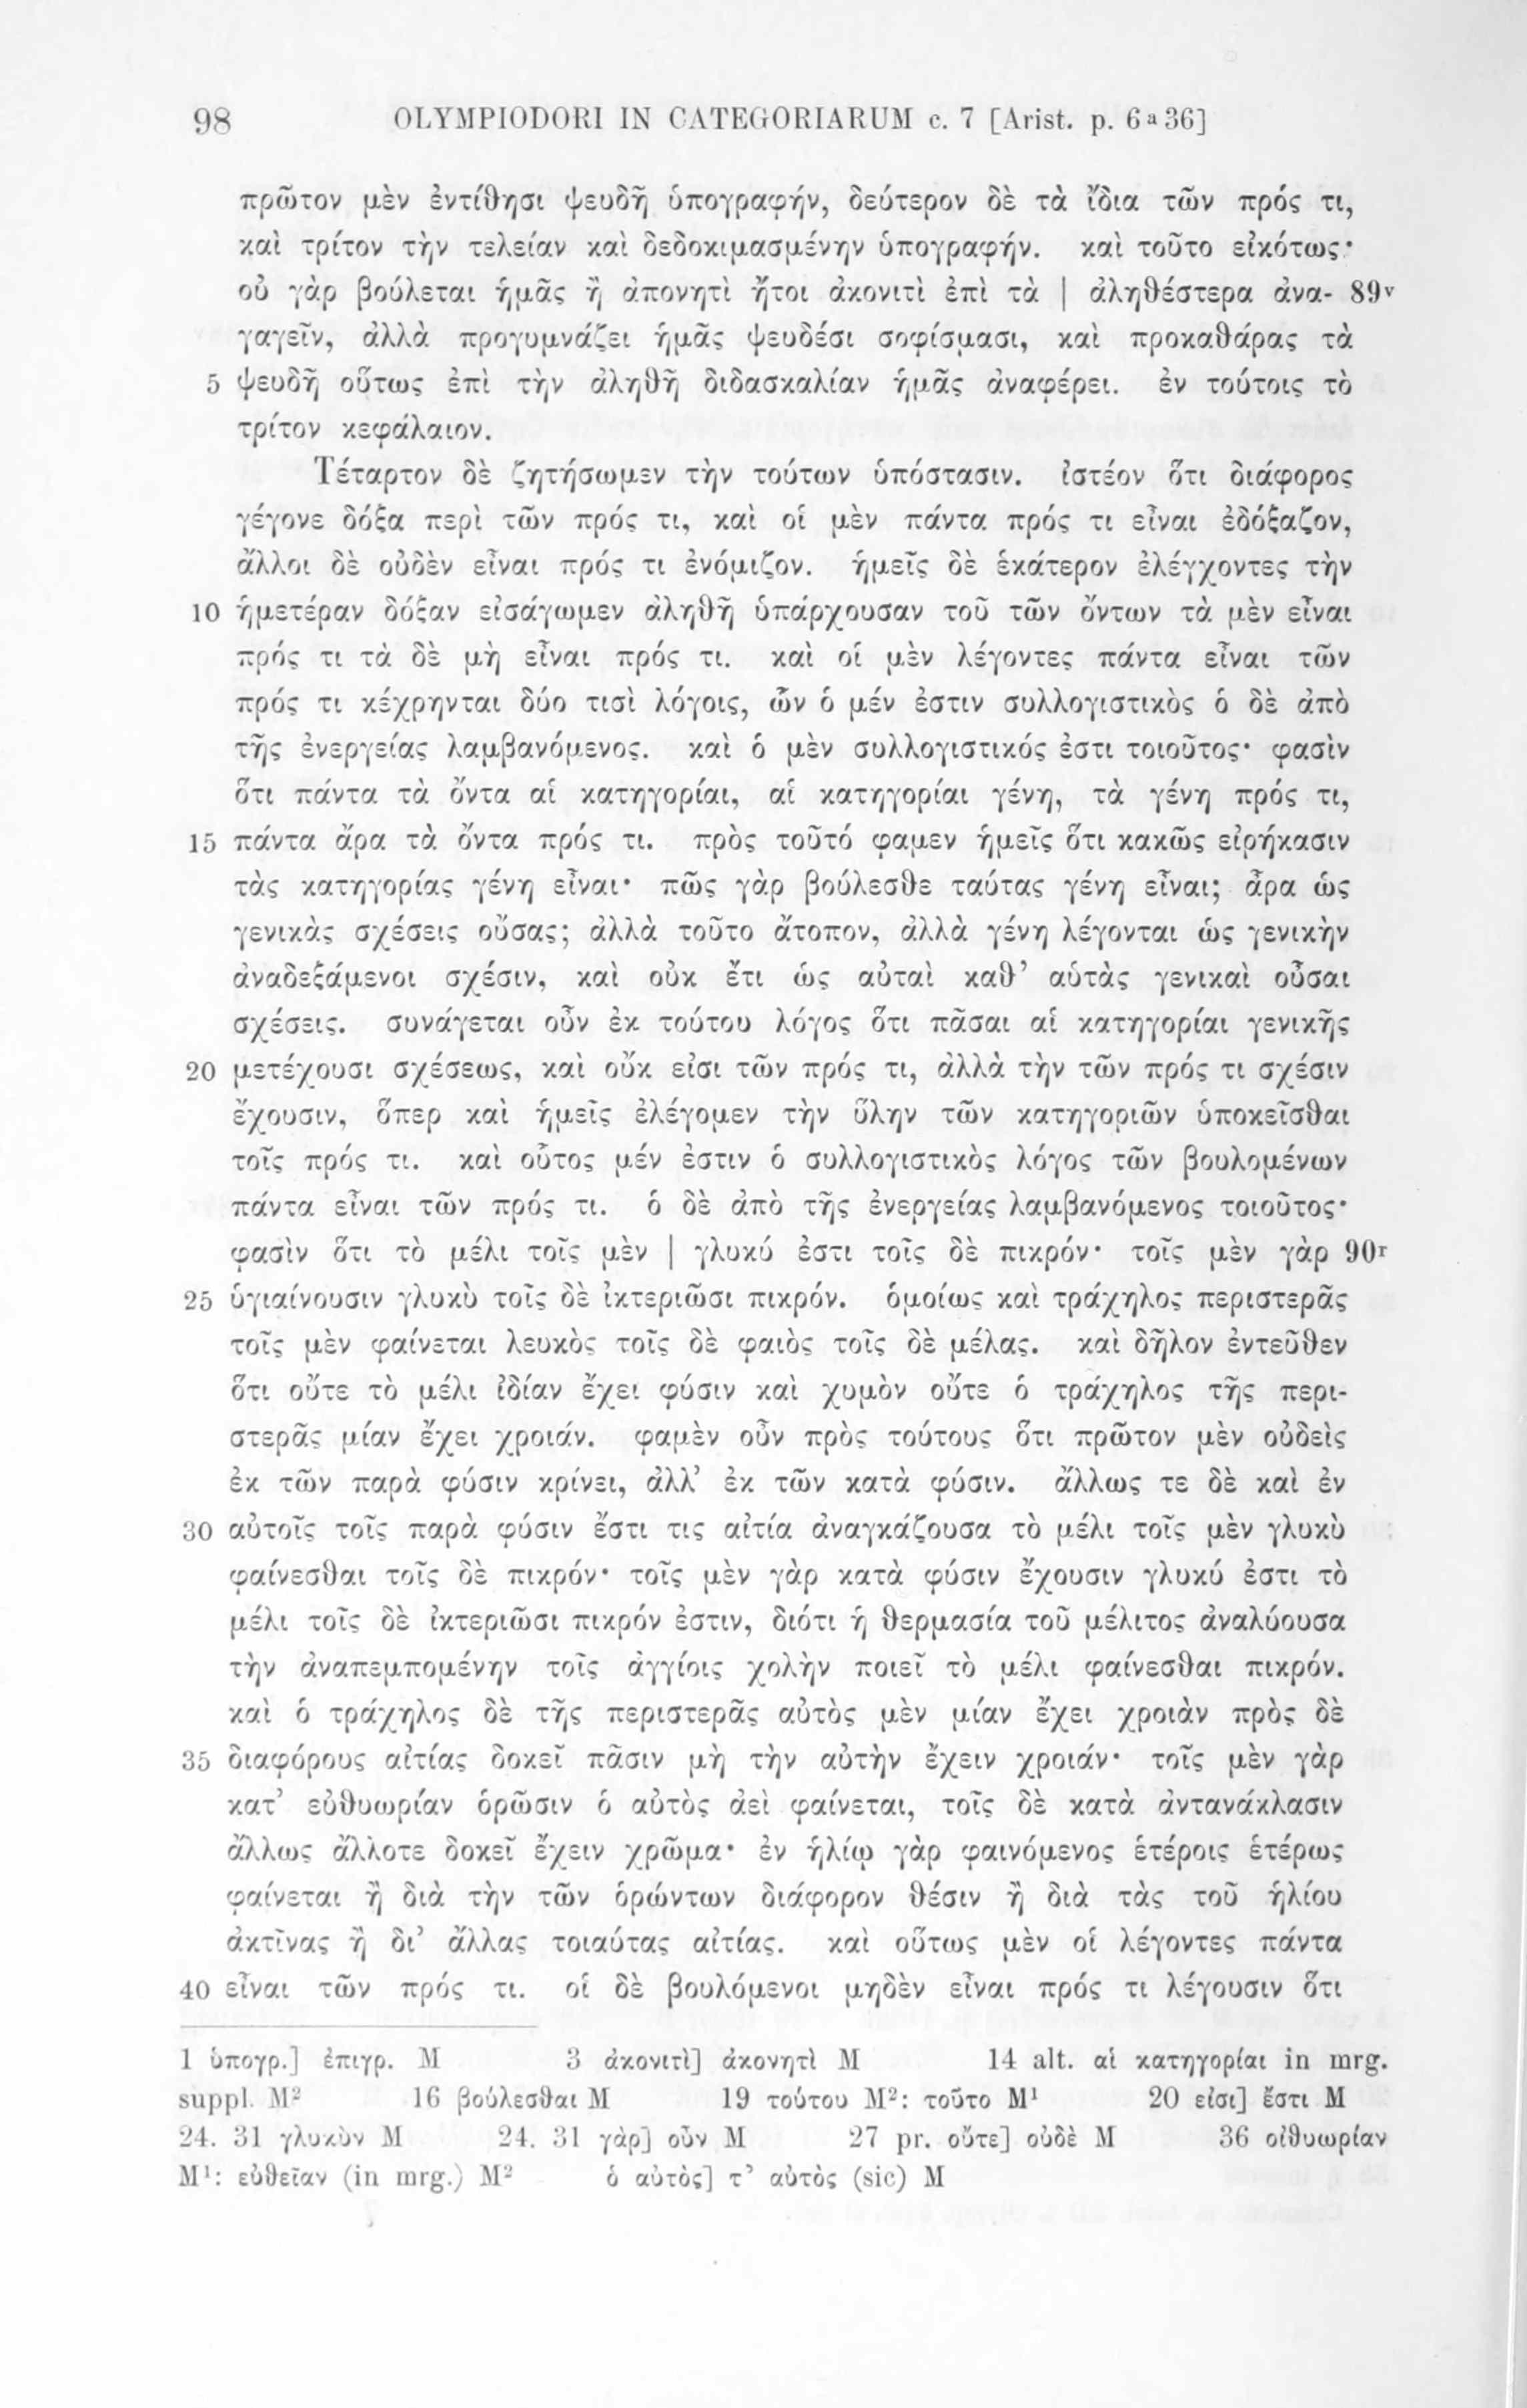 98 OLYMPIODORI IN CATEGORIARUM c. 7 [Arist. p. 6ᵃ36]
πρῶτον μὲν ἐντίθησι ψευδῆ ὑπογραφήν, δεύτερον δὲ τὰ ἴδια τῶν πρός τι,
καὶ τρίτον τὴν τελείαν καὶ δεδοκιμασμένην ὑπογραφήν. καὶ τοῦτο εἰκότως·
οὐ γὰρ βούλεται ἡμᾶς ἢ ἀπονητὶ ἤτοι ἀκονιτὶ ἐπὶ τὰ | ἀληθέστερα ἀνα- 89ᵛ
γαγεῖν, ἀλλὰ προγυμνάζει ἡμᾶς ψευδέσι σοφίσμασι, καὶ προκαθάρας τὰ
5 ψευδῆ οὕτως ἐπὶ τὴν ἀληθῆ διδασκαλίαν ἡμᾶς ἀναφέρει. ἐν τούτοις τὸ
τρίτον κεφάλαιον.
Τέταρτον δὲ ζητήσωμεν τὴν τούτων ὑπόστασιν. ἰστέον ὅτι διάφορος
γέγονε δόξα περὶ τῶν πρός τι, καὶ οἱ μὲν πάντα πρός τι εἶναι ἐδόξαζον,
ἄλλοι δὲ οὐδὲν εἶναι πρός τι ἐνόμιζον. ἡμεῖς δὲ ἑκάτερον ἐλέγχοντες τὴν
10 ἡμετέραν δόξαν εἰσάγωμεν ἀληθῆ ὑπάρχουσαν τοῦ τῶν ὄντων τὰ μὲν εἶναι
πρός τι τὰ δὲ μὴ εἶναι πρός τι. καὶ οἱ μὲν λέγοντες πάντα εἶναι τῶν
πρός τι κέχρηνται δύο τισὶ λόγοις, ὧν ὁ μέν ἐστιν συλλογιστικὸς ὁ δὲ ἀπὸ
τῆς ἐνεργείας λαμβανόμενος. καὶ ὁ μὲν συλλογιστικός ἐστι τοιοῦτος· φασὶν
ὅτι πάντα τὰ ὄντα αἱ κατηγορίαι, αἱ κατηγορίαι γένη, τὰ γένη πρός τι,
15 πάντα ἄρα τὰ ὄντα πρός τι. πρὸς τοῦτό φαμεν ἡμεῖς ὅτι κακῶς εἰρήκασιν
τὰς κατηγορίας γένη εἶναι· πῶς γὰρ βούλεσθε ταύτας γένη εἶναι; ἆρα ὡς
γενικὰς σχέσεις οὔσας; ἀλλὰ τοῦτο ἄτοπον, ἀλλὰ γένη λέγονται ὡς γενικὴν
ἀναδεξάμενοι σχέσιν, καὶ οὐκ ἔτι ὡς αὐταὶ καθ’ αὑτὰς γενικαὶ οὖσαι
σχέσεις. συνάγεται οὖν ἐκ τούτου λόγος ὅτι πᾶσαι αἱ κατηγορίαι γενικῆς
20 μετέχουσι σχέσεως, καὶ οὔκ εἰσι τῶν πρός τι, ἀλλὰ τὴν τῶν πρός τι σχέσιν
ἔχουσιν, ὅπερ καὶ ἡμεῖς ἐλέγομεν τὴν ὕλην τῶν κατηγοριῶν ὑποκεῖσθαι
τοῖς πρός τι. καὶ οὗτος μέν ἐστιν ὁ συλλογιστικὸς λόγος τῶν βουλομένων
πάντα εἶναι τῶν πρός τι. ὁ δὲ ἀπὸ τῆς ἐνεργείας λαμβανόμενος τοιοῦτος·
φασὶν ὅτι τὸ μέλι τοῖς μὲν | γλυκύ ἐστι τοῖς δὲ πικρόν· τοῖς μὲν γὰρ 90ʳ
25 ὑγιαίνουσιν γλυκὺ τοῖς δὲ ἰκτεριῶσι πικρόν. ὁμοίως καὶ τράχηλος περιστερᾶς
τοῖς μὲν φαίνεται λευκὸς τοῖς δὲ φαιὸς τοῖς δὲ μέλας. καὶ δῆλον ἐντεῦθεν
ὅτι οὔτε τὸ μέλι ἰδίαν ἔχει φύσιν καὶ χυμὸν οὔτε ὁ τράχηλος τῆς περι-
στερᾶς μίαν ἔχει χροιάν. φαμὲν οὖν πρὸς τούτους ὅτι πρῶτον μὲν οὐδεὶς
ἐκ τῶν παρὰ φύσιν κρίνει, ἀλλ’ ἐκ τῶν κατὰ φύσιν. ἄλλως τε δὲ καὶ ἐν
30 αὐτοῖς τοῖς παρὰ φύσιν ἔστι τις αἰτία ἀναγκάζουσα τὸ μέλι τοῖς μὲν γλυκὺ
φαίνεσθαι τοῖς δὲ πικρόν· τοῖς μὲν γὰρ κατὰ φύσιν ἔχουσιν γλυκύ ἐστι τὸ
μέλι τοῖς δὲ ἰκτεριῶσι πικρόν ἐστιν, διότι ἡ θερμασία τοῦ μέλιτος ἀναλύουσα
τὴν ἀναπεμπομένην τοῖς ἀγγίοις χολὴν ποιεῖ τὸ μέλι φαίνεσθαι πικρόν.
καὶ ὁ τράχηλος δὲ τῆς περιστερᾶς αὐτὸς μὲν μίαν ἔχει χροιὰν πρὸς δὲ
35 διαφόρους αἰτίας δοκεῖ πᾶσιν μὴ τὴν αὐτὴν ἔχειν χροιάν· τοῖς μὲν γὰρ
κατ’ εὐθυωρίαν ὁρῶσιν ὁ αὐτὸς ἀεὶ φαίνεται, τοῖς δὲ κατὰ ἀντανάκλασιν
ἄλλως ἄλλοτε δοκεῖ ἔχειν χρῶμα· ἐν ἡλίῳ γὰρ φαινόμενος ἑτέροις ἑτέρως
φαίνεται ἢ διὰ τὴν τῶν ὁρώντων διάφορον θέσιν ἢ διὰ τὰς τοῦ ἡλίου
ἀκτῖνας ἢ δι’ ἄλλας τοιαύτας αἰτίας. καὶ οὕτως μὲν οἱ λέγοντες πάντα
40 εἶναι τῶν πρός τι. οἱ δὲ βουλόμενοι μηδὲν εἶναι πρός τι λέγουσιν ὅτι
1 ὑπογρ.] ἐπιγρ. M 3 ἀκονιτὶ] ἀκονητὶ M 14 alt. αἱ κατηγορίαι in mrg.
suppl. M² 16 βούλεσθαι M 19 τούτου M²: τοῦτο M¹ 20 εἰσι] ἔστι M
24. 31 γλυκὺν M 24. 31 γὰρ] οὖν M 27 pr. οὔτε] οὐδὲ M 36 οἰθυωρίαν
M¹: εὐθεῖαν (in mrg.) M² ὁ αὐτὸς] τ’ αὐτὸς (sic) M